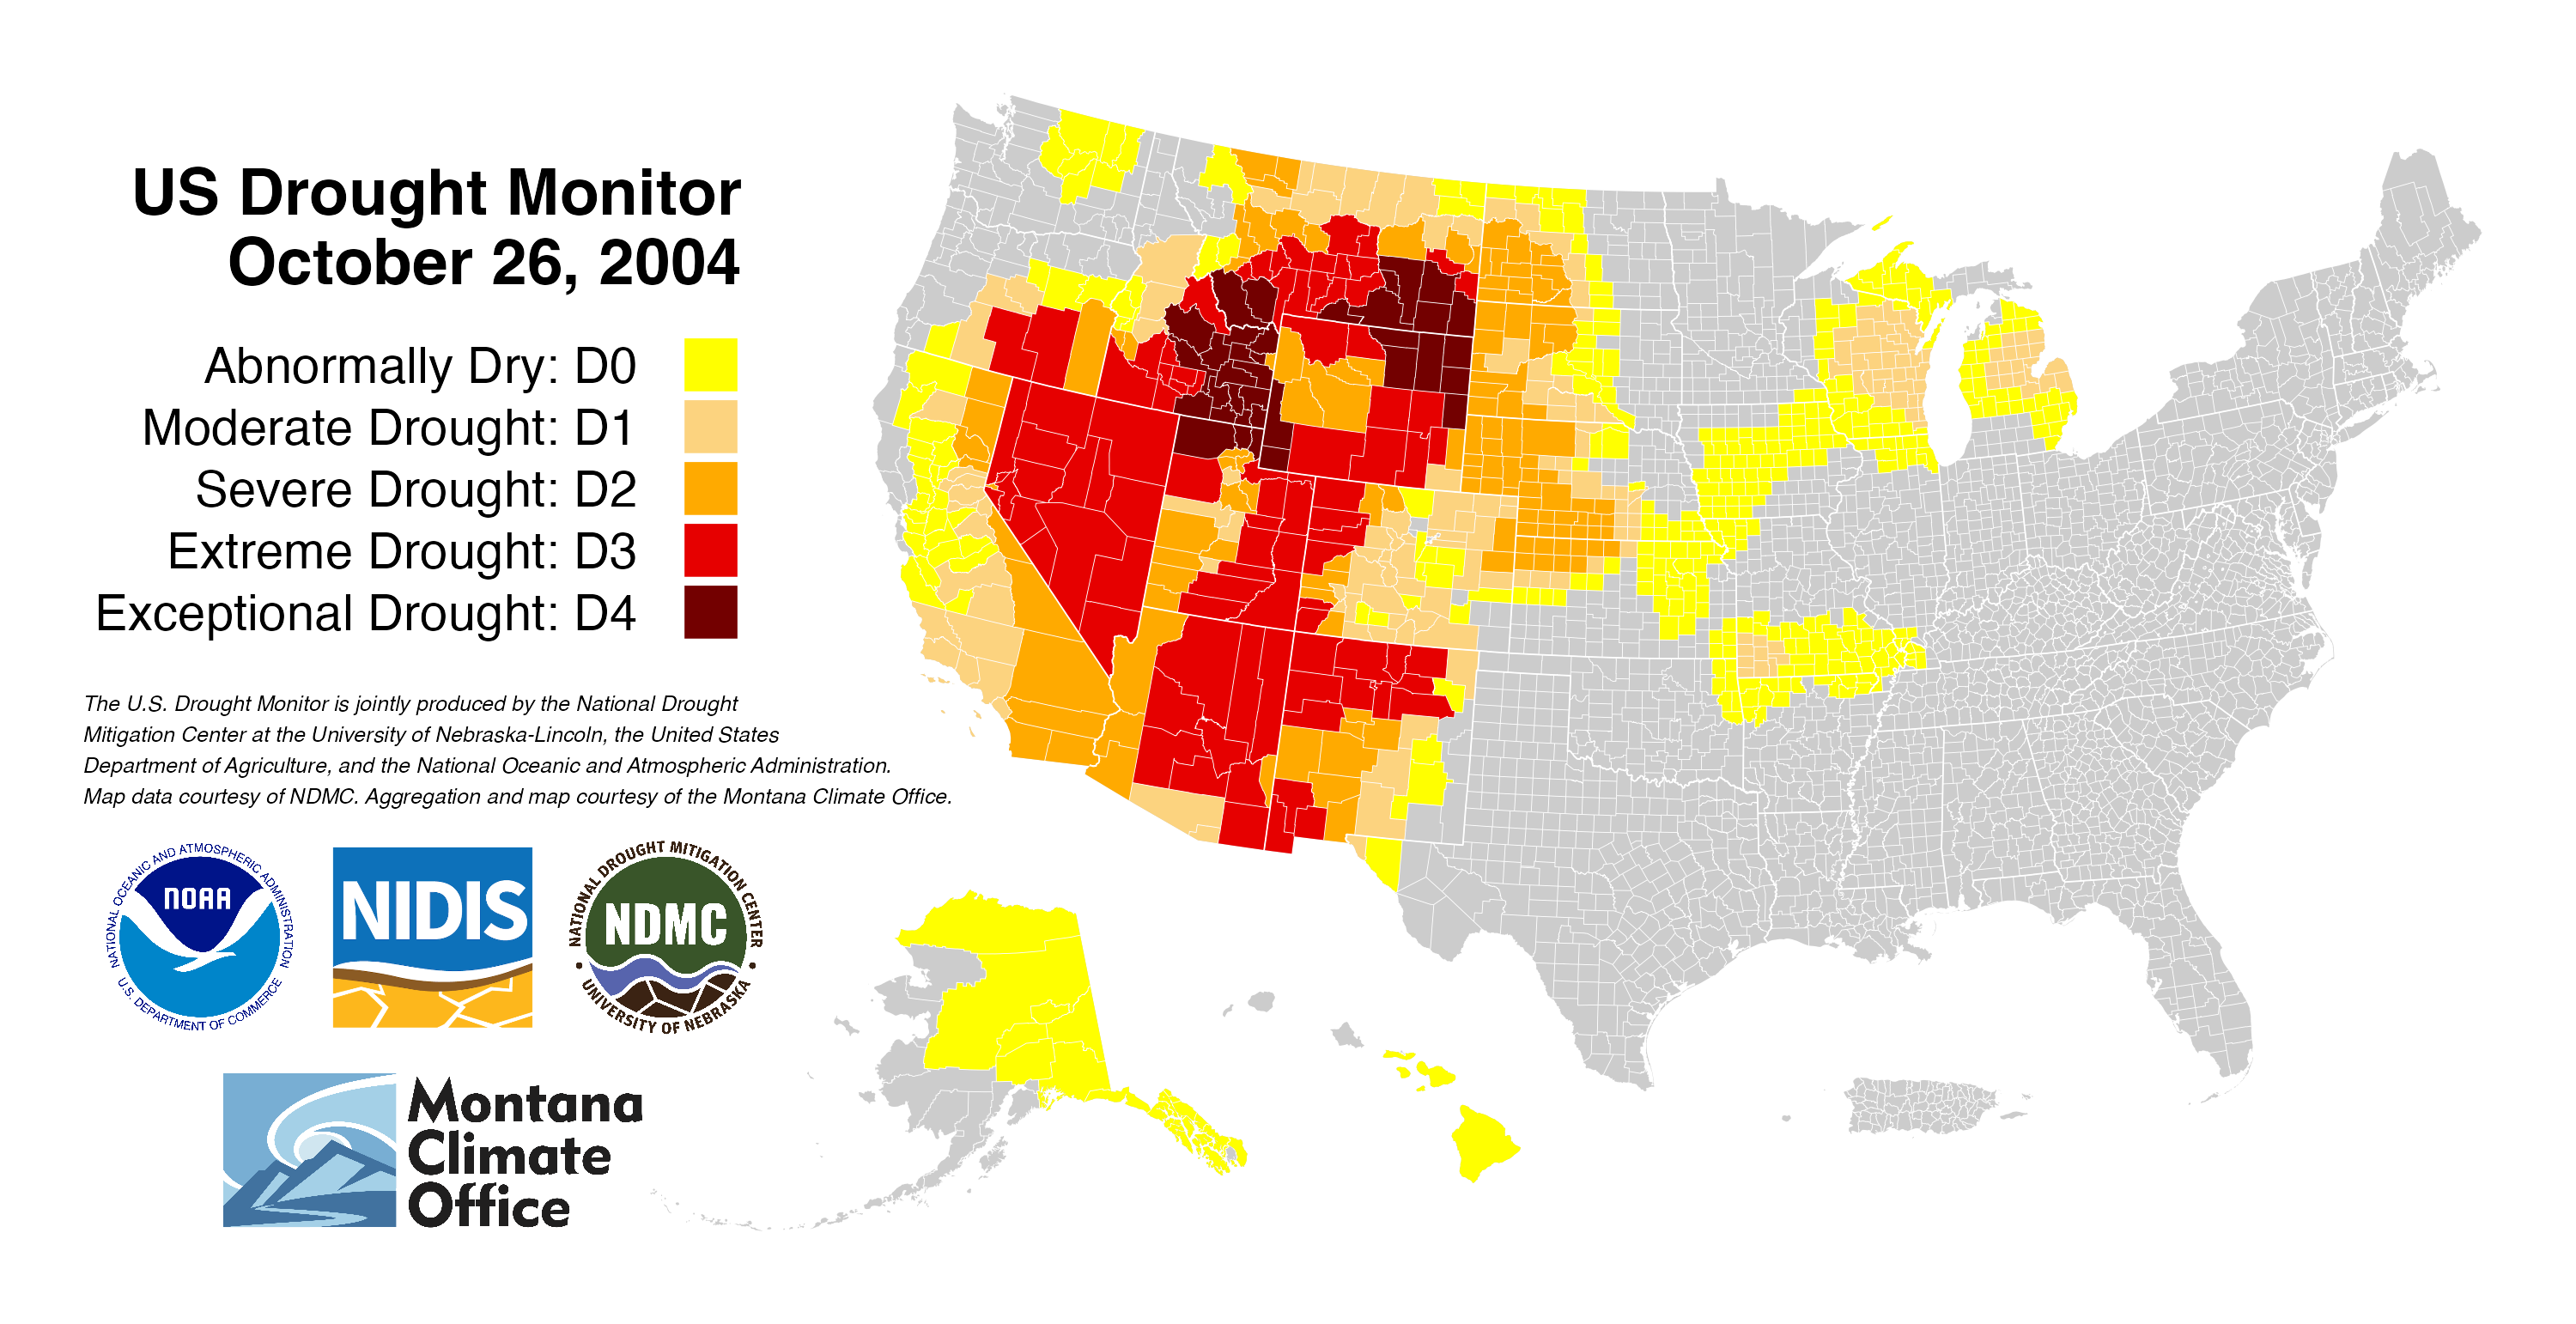 US Drought Monitor
October 26, 2004
Abnormally Dry: D0
Moderate Drought: D1
Severe Drought: D2
Extreme Drought: D3
Exceptional Drought: D4
The U.S. Drought Monitor is jointly produced by the National Drought
Mitigation Center at the University of Nebraska-Lincoln, the United States
Department of Agriculture, and the National Oceanic and Atmospheric Administration.
Map data courtesy of NDMC. Aggregation and map courtesy of the Montana Climate Office.
NATIONAL OCEANIC AND ATMOSPHERIC ADMINISTRATION
NOAA
U.S. DEPARTMENT OF COMMERCE
NIDIS
NATIONAL DROUGHT MITIGATION CENTER
NDMC
• UNIVERSITY OF NEBRASKA •
Montana
Climate
Office